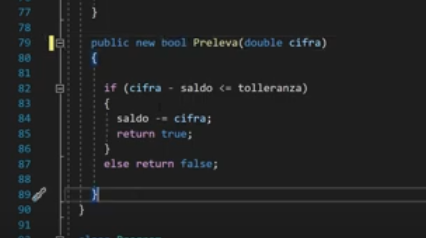 77 }
78
79 public new bool Preleva(double cifra)
80 {
81
82 if (cifra - saldo <= tolleranza)
83 {
84 saldo -= cifra;
85 return true;
86 }
87 else return false;
88
89 }
90 }
91